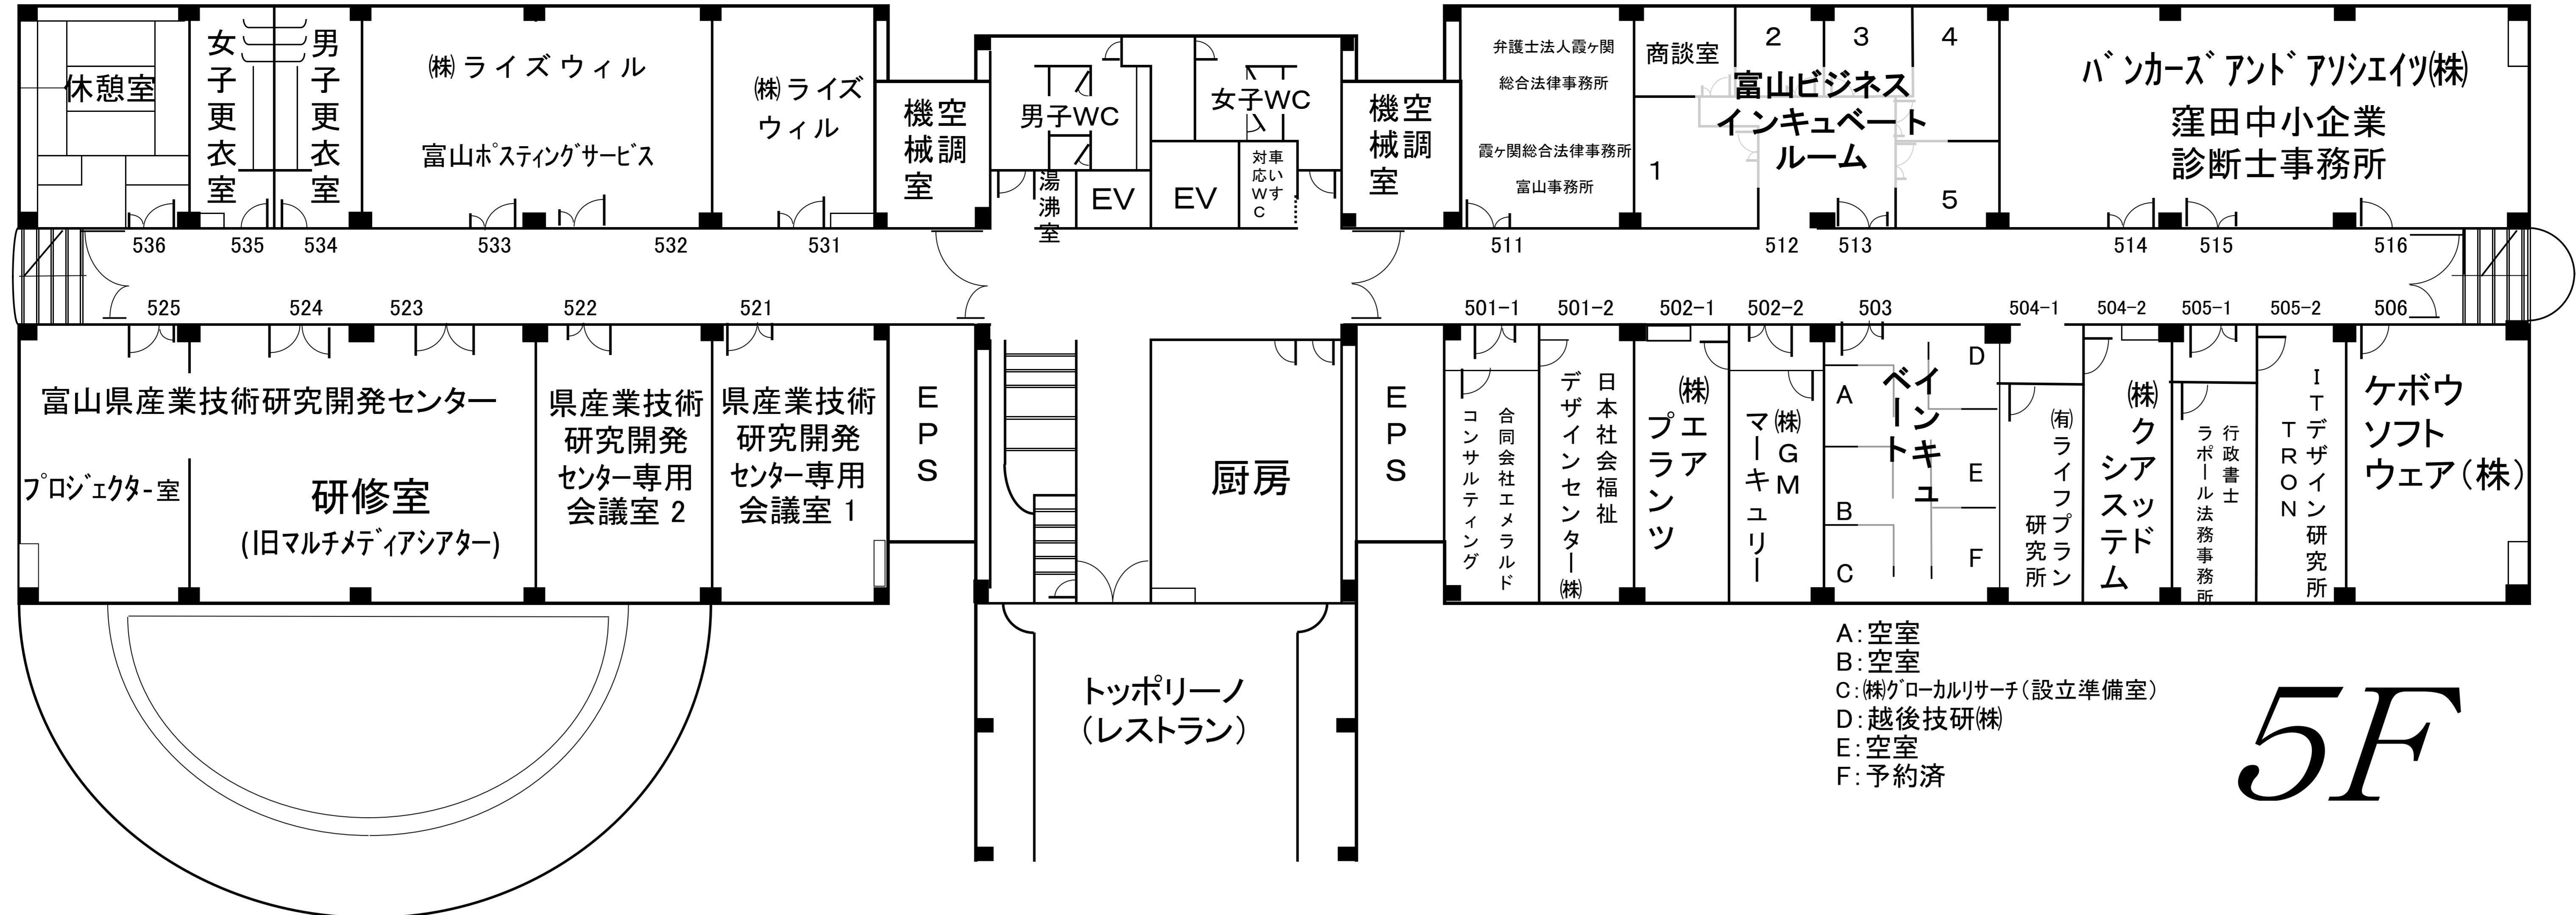 休憩室
女子更衣室
男子更衣室
㈱ライズウィル
富山ﾎﾟｽティングｻｰﾋﾞｽ
㈱ライズ
ウィル
空調
機械室
男子WC
女子WC
湯沸室
EV
EV
車いす
対応WC
空調
機械室
弁護士法人霞ヶ関
総合法律事務所
霞ヶ関総合法律事務所
富山事務所
商談室
1
2
3
4
5
富山ビジネス
インキュベート
ルーム
ﾊﾞﾝｶｰｽﾞｱﾝﾄﾞｱｿｼｴｲﾂ㈱
窪田中小企業
診断士事務所
536
535
534
533
532
531
511
512
513
514
515
516
525
524
523
522
521
501-1
501-2
502-1
502-2
503
504-1
504-2
505-1
505-2
506
富山県産業技術研究開発センター
ﾌﾟﾛｼﾞｪｸﾀｰ室
研修室
(旧ﾏﾙﾁﾒﾃﾞｨｱｼｱﾀｰ)
県産業技術
研究開発
ｾﾝﾀｰ専用
会議室 2
県産業技術
研究開発
ｾﾝﾀｰ専用
会議室 1
EPS
厨房
EPS
合同会社エメラルド
コンサルティング
日本社会福祉
デザインセンター㈱
㈱エア
プランツ
㈱GM
マーキュリー
インキュ
ベート
A
B
C
D
E
F
㈲ライフプラン
研究所
㈱クアッド
システム
行政書士
ラポール法務事務所
ITデザイン研究所
TRON
ケボウ
ソフト
ウェア(株)
トッポリーノ
(レストラン)
A:空室
B:空室
C:㈱ｸﾞﾛｰｶﾙﾘｻｰﾁ(設立準備室)
D:越後技研㈱
E:空室
F:予約済
5F